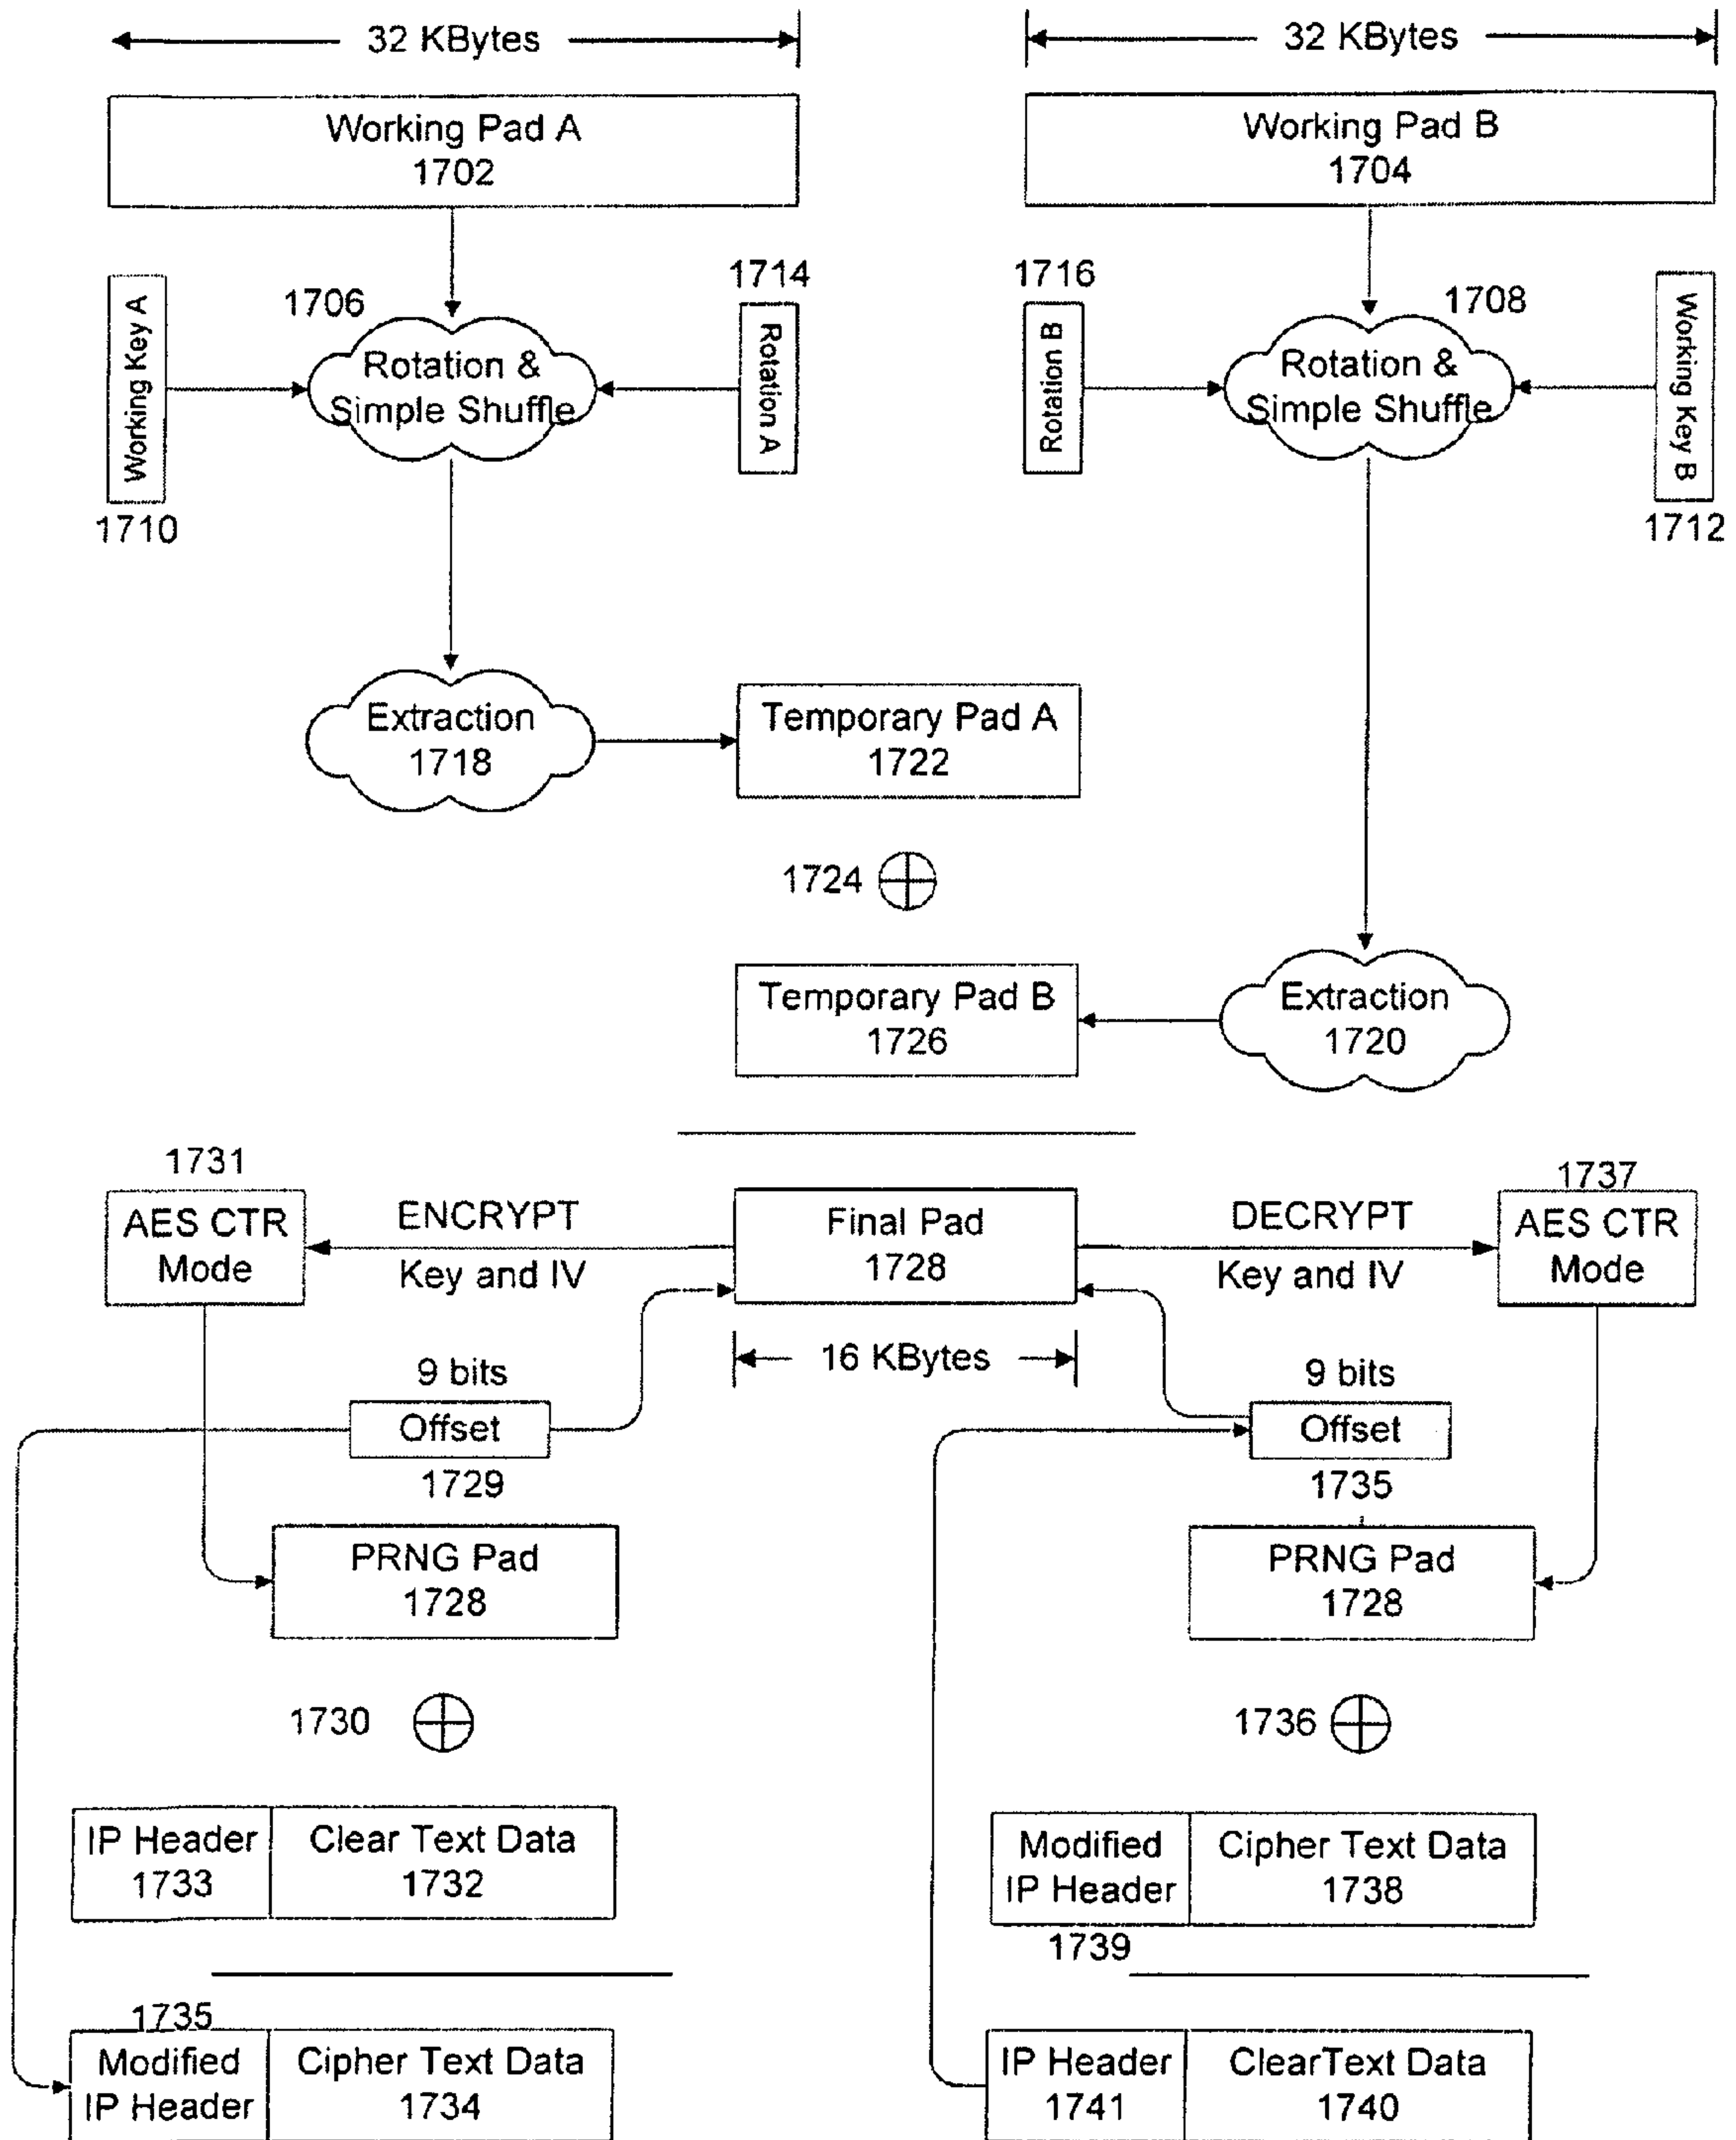 32 KBytes
32 KBytes
Working Pad A
1702
Working Pad B
1704
1714
1716
1706
1708
Working Key A
Rotation &
Simple Shuffle
Rotation A
Rotation B
Rotation &
Simple Shuffle
Working Key B
1710
1712
Extraction
1718
Temporary Pad A
1722
1724
Temporary Pad B
1726
Extraction
1720
1731
1737
AES CTR
Mode
ENCRYPT
Key and IV
Final Pad
1728
DECRYPT
Key and IV
AES CTR
Mode
16 KBytes
9 bits
Offset
1729
9 bits
Offset
1735
PRNG Pad
1728
PRNG Pad
1728
1730
1736
IP Header
1733
Clear Text Data
1732
Modified
IP Header
Cipher Text Data
1738
1739
1735
Modified
IP Header
Cipher Text Data
1734
IP Header
1741
ClearText Data
1740